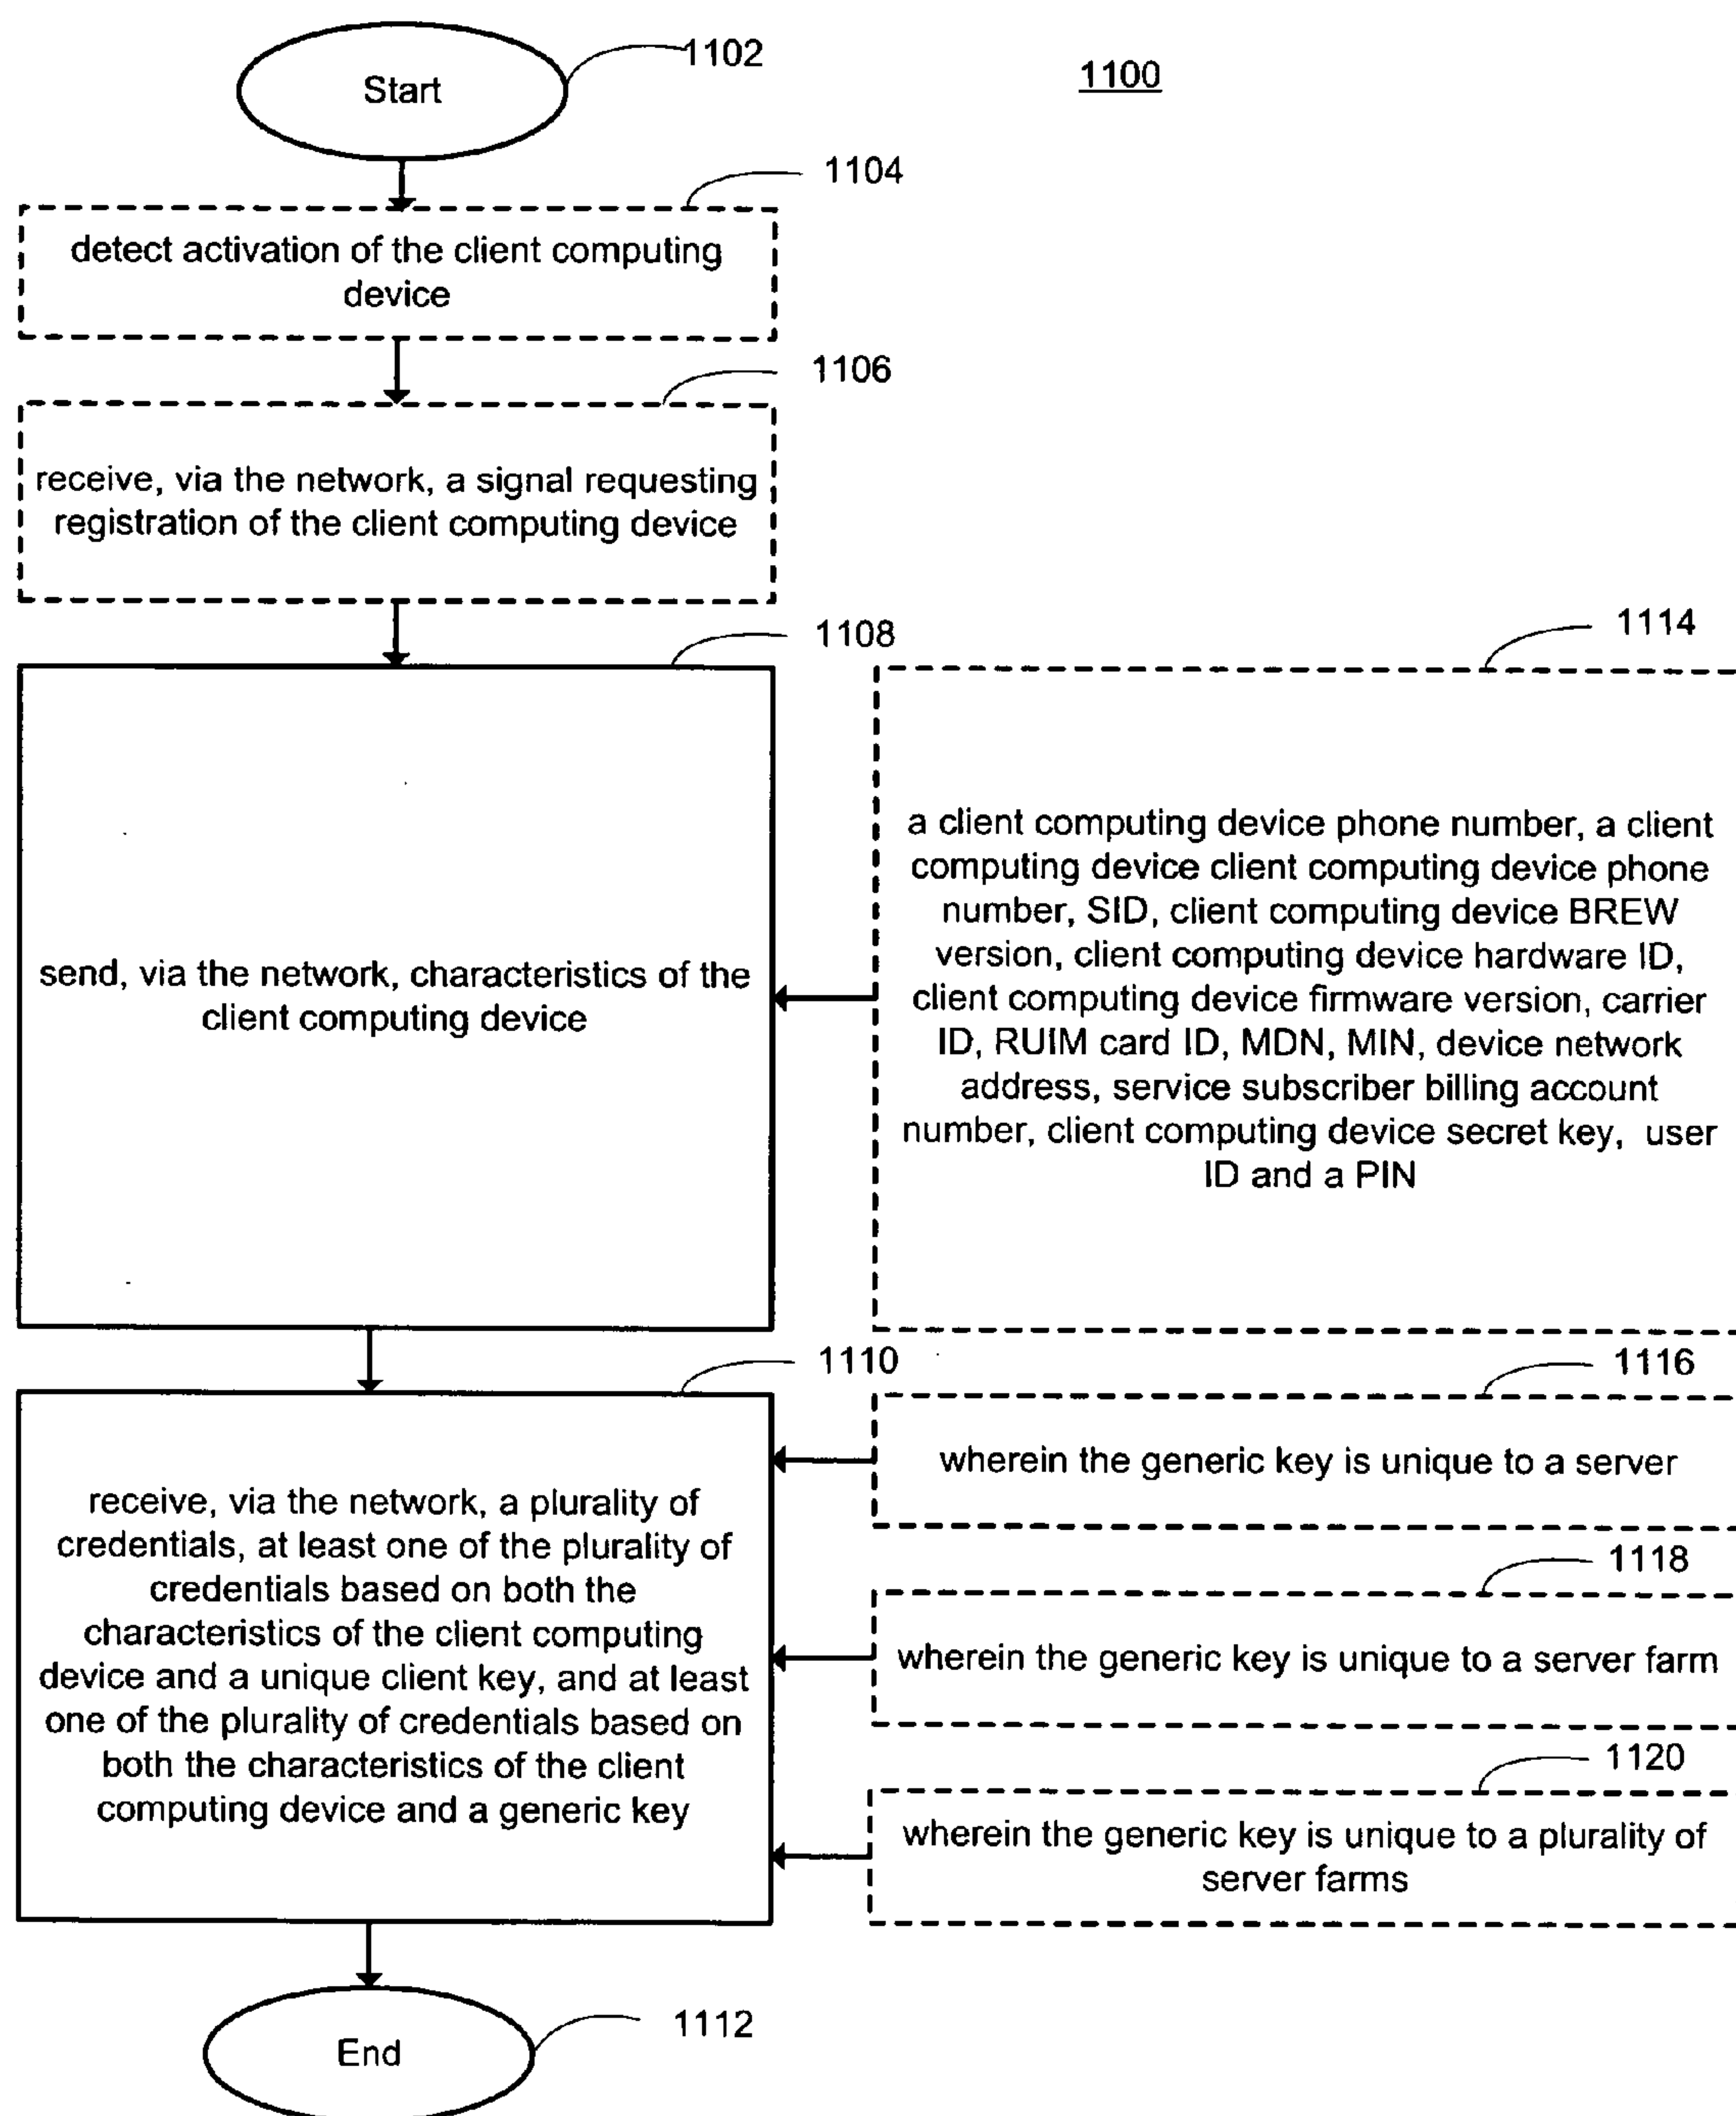 Start
1102
1100
1104
detect activation of the client computing
device
1106
receive, via the network, a signal requesting
registration of the client computing device
1108
send, via the network, characteristics of the
client computing device
1114
a client computing device phone number, a client
computing device client computing device phone
number, SID, client computing device BREW
version, client computing device hardware ID,
client computing device firmware version, carrier
ID, RUIM card ID, MDN, MIN, device network
address, service subscriber billing account
number, client computing device secret key, user
ID and a PIN
1110
receive, via the network, a plurality of
credentials, at least one of the plurality of
credentials based on both the
characteristics of the client computing
device and a unique client key, and at least
one of the plurality of credentials based on
both the characteristics of the client
computing device and a generic key
1116
wherein the generic key is unique to a server
1118
wherein the generic key is unique to a server farm
1120
wherein the generic key is unique to a plurality of
server farms
End
1112